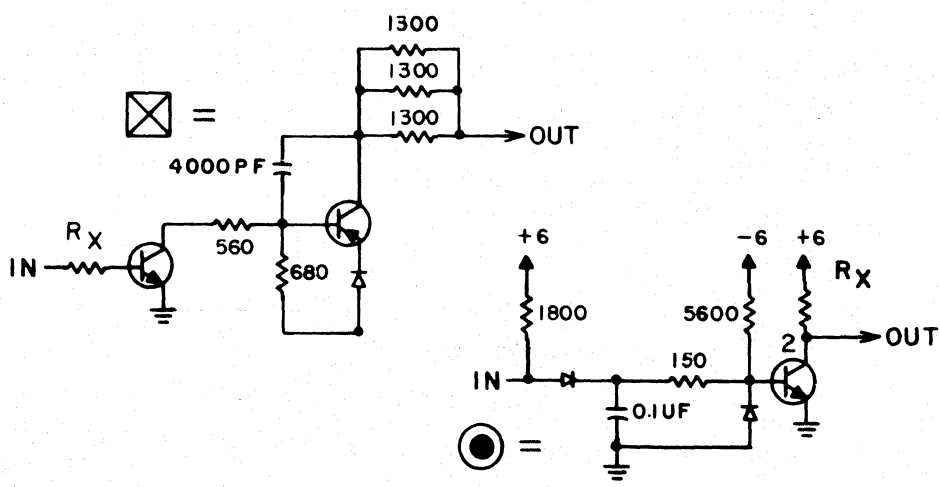 1300
1300
1300
=
OUT
4000PF
RX
560
IN
680
+6
-6 +6
RX
1800
5600
2
OUT
150
IN
0.1UF
=